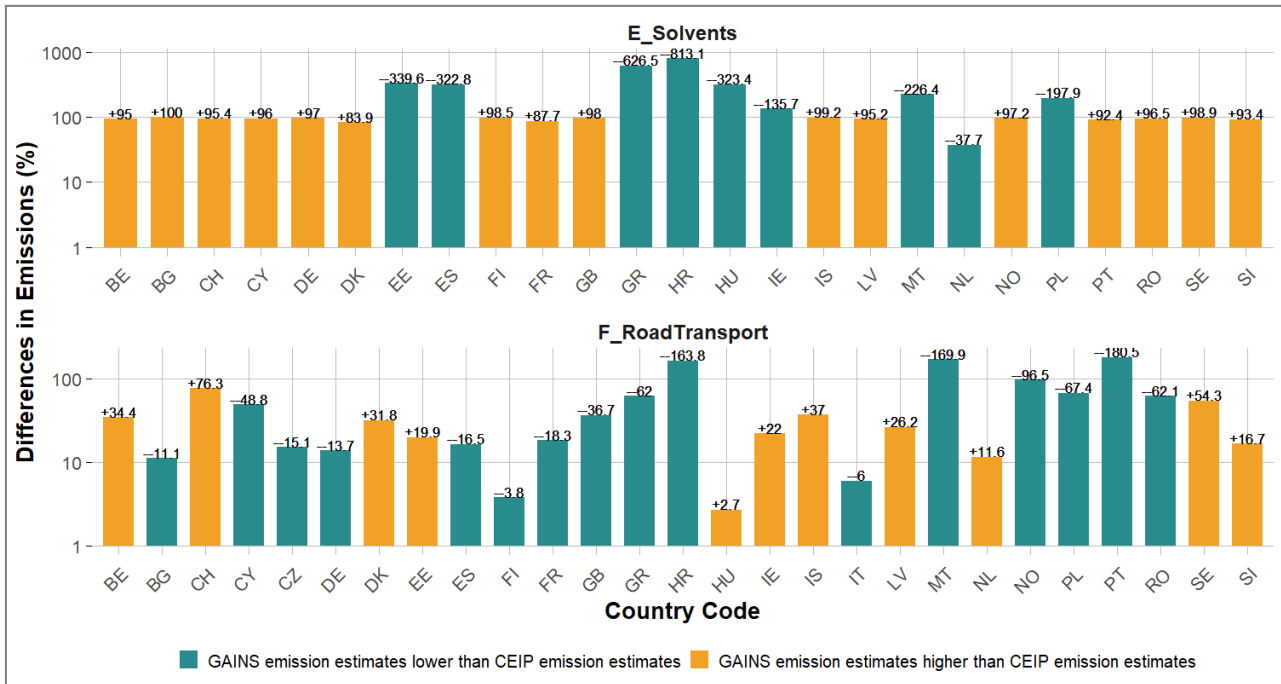 E_Solvents
1000
100
10
1
+95 +100 +95.4 +96 +97 +83.9 −−339.6 −−322.8 +98.5 +87.7 +98 −−626.5 −−813.1 −−323.4 −−135.7 +99.2 +95.2 −−226.4 −−37.7 +97.2 −−197.9 +92.4 +96.5 +98.9 +93.4
BE BG CH CY DE DK EE ES FI FR GB GR HR HU IE IS LV MT NL NO PL PT RO SE SI
Differences in Emissions (%)
F_RoadTransport
100
10
1
+34.4 −−11.1 +76.3 −−48.8 −−15.1 −−13.7 +31.8 +19.9 −−16.5 −−3.8 −−18.3 −−36.7 −−62 −−163.8 +2.7 +22 +37 −−6 +26.2 −−169.9 +11.6 −−96.5 −−67.4 −−180.5 −−62.1 +54.3 +16.7
BE BG CH CY CZ DE DK EE ES FI FR GB GR HR HU IE IS IT LV MT NL NO PL PT RO SE SI
Country Code
GAINS emission estimates lower than CEIP emission estimates GAINS emission estimates higher than CEIP emission estimates